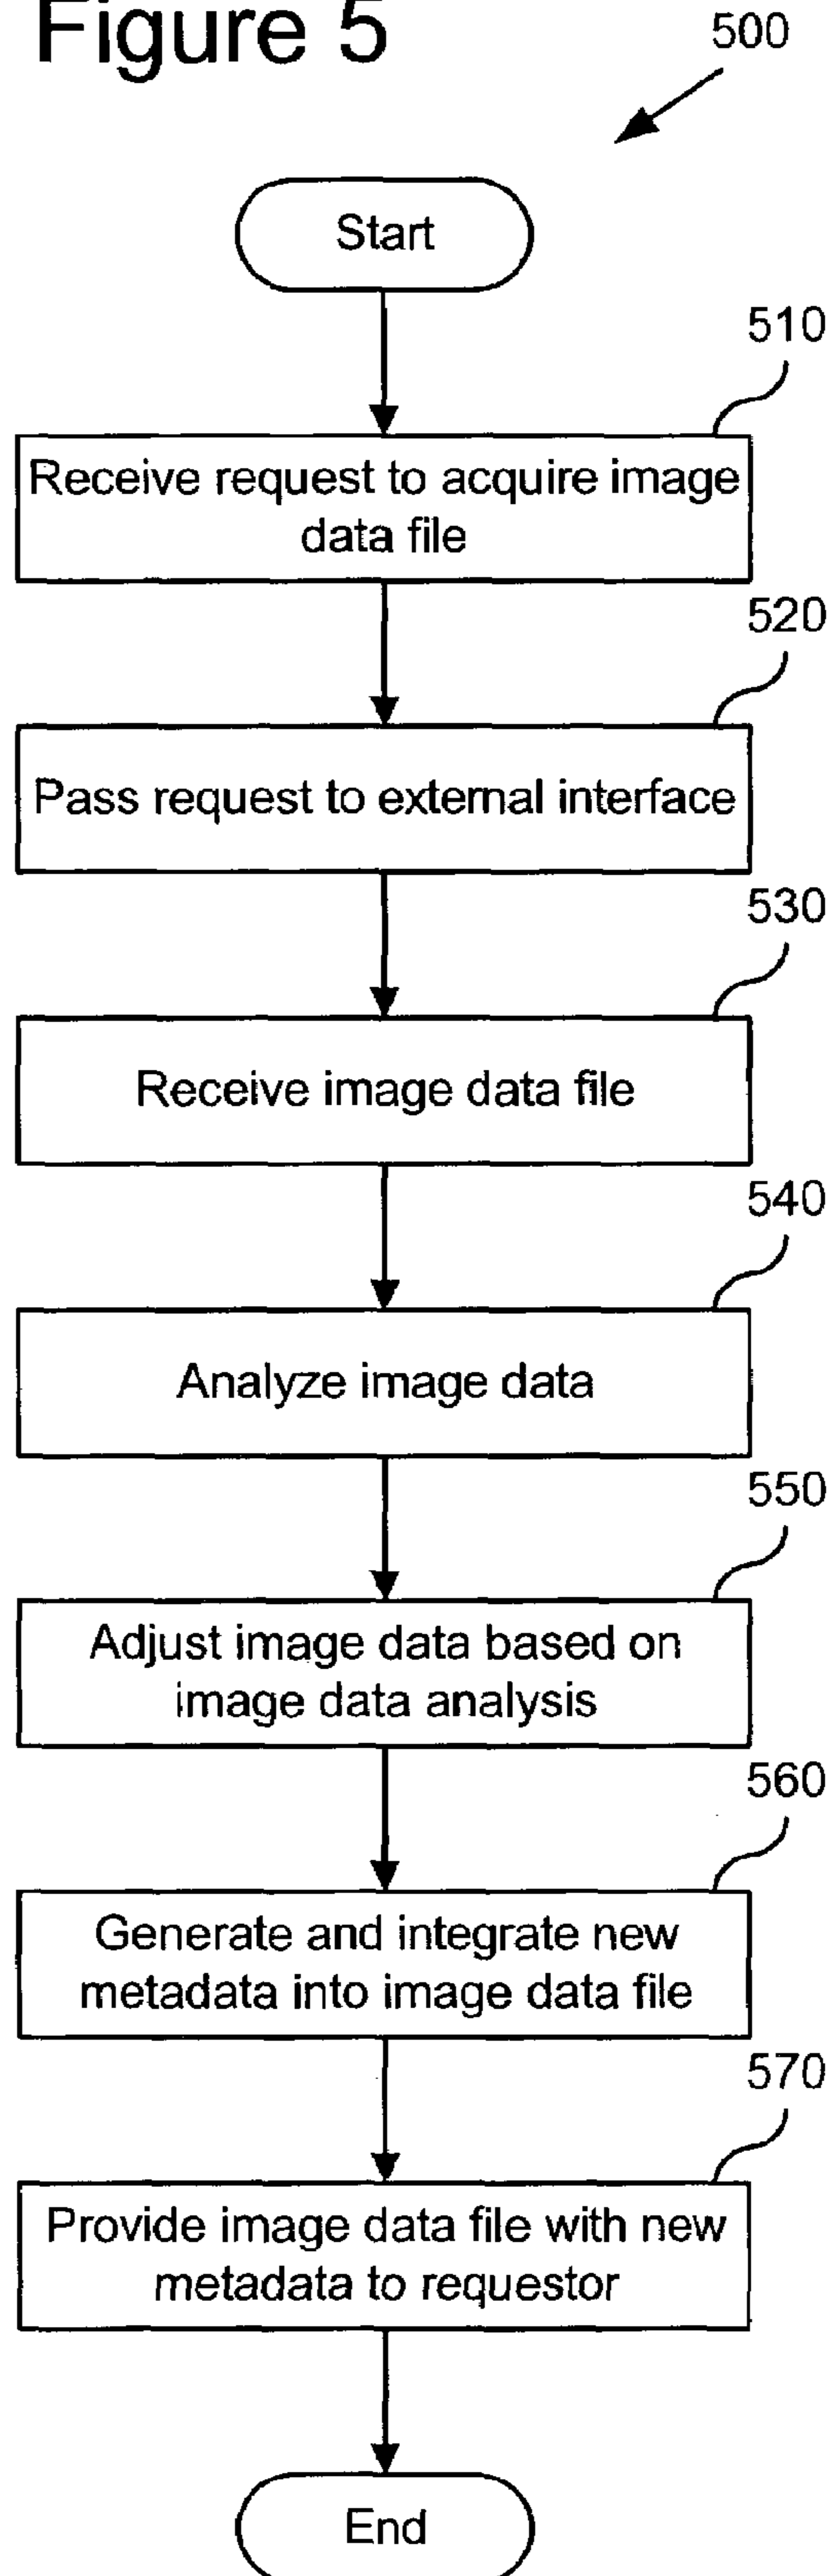 Figure 5
500
Start
510
Receive request to acquire image
data file
520
Pass request to external interface
530
Receive image data file
540
Analyze image data
550
Adjust image data based on
image data analysis
560
Generate and integrate new
metadata into image data file
570
Provide image data file with new
metadata to requestor
End